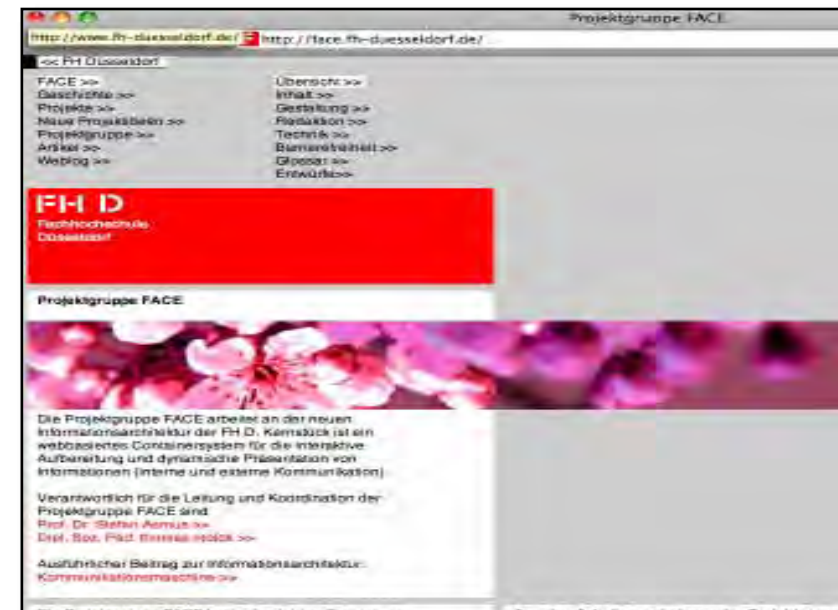 Projektgruppe FACE
http://www.fh-duesseldorf.de/ http://face.fh-duesseldorf.de/
<< FH Düsseldorf
FACE >>
Geschichte >>
Projekte >>
Neue Projektideen >>
Projektgruppe >>
Artikel >>
Weblog >>
Übersicht >>
Inhalt >>
Gestaltung >>
Redaktion >>
Technik >>
Barrierefreiheit >>
Glossar >>
Entwürfe>>
FH D
Fachhochschule
Düsseldorf
Projektgruppe FACE
Die Projektgruppe FACE arbeitet an der neuen
Informationsarchitektur der FH D. Kernstück ist ein
webbasiertes Containersystem für die interaktive
Aufbereitung und dynamische Präsentation von
Informationen (interne und externe Kommunikation).
Verantwortlich für die Leitung und Koordination der
Projektgruppe FACE sind
Prof. Dr. Stefan Asmus >>
Dipl. Soz. Päd. >>
Ausführlicher Beitrag zur Informationsarchitektur:
Kommunikationsmaschine >>